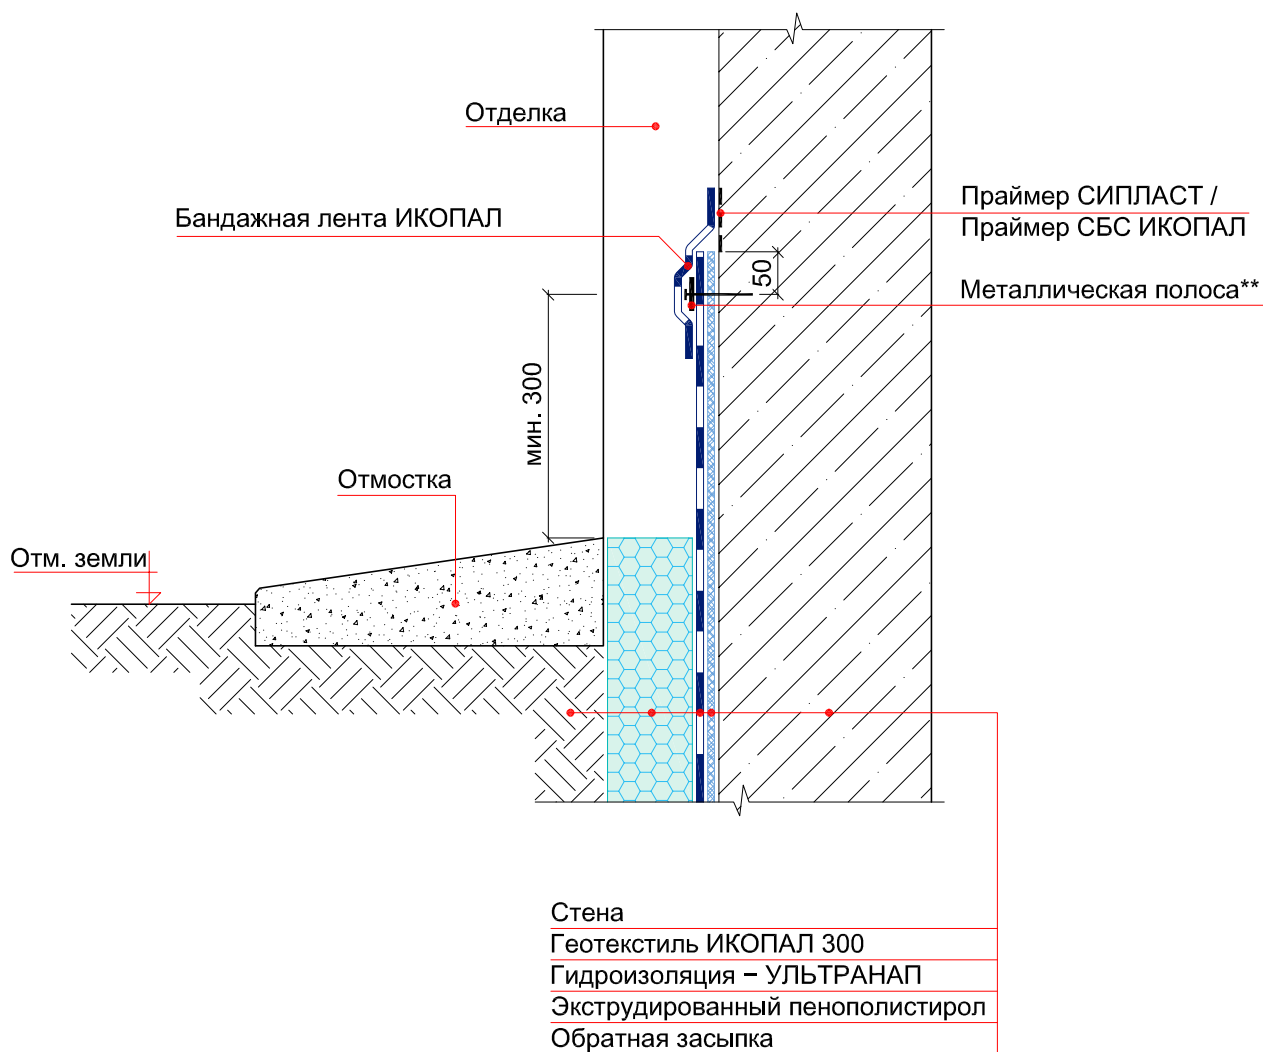 Отделка
Бандажная лента ИКОПАЛ
Праймер СИПЛАСТ /
Праймер СБС ИКОПАЛ
50
Металлическая полоса**
мин. 300
Отмостка
Отм. земли
Стена
Геотекстиль ИКОПАЛ 300
Гидроизоляция – УЛЬТРАНАП
Экструдированный пенополистирол
Обратная засыпка